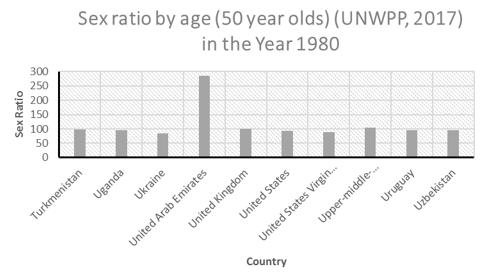 Sex ratio by age (50 year olds) (UNWPP, 2017)
in the Year 1980
Sex Ratio
300
250
200
150
100
50
0
Turkmenistan
Uganda
Ukraine
United Arab Emirates
United Kingdom
United States
United States Virgin...
Upper-middle-...
Uruguay
Uzbekistan
Country